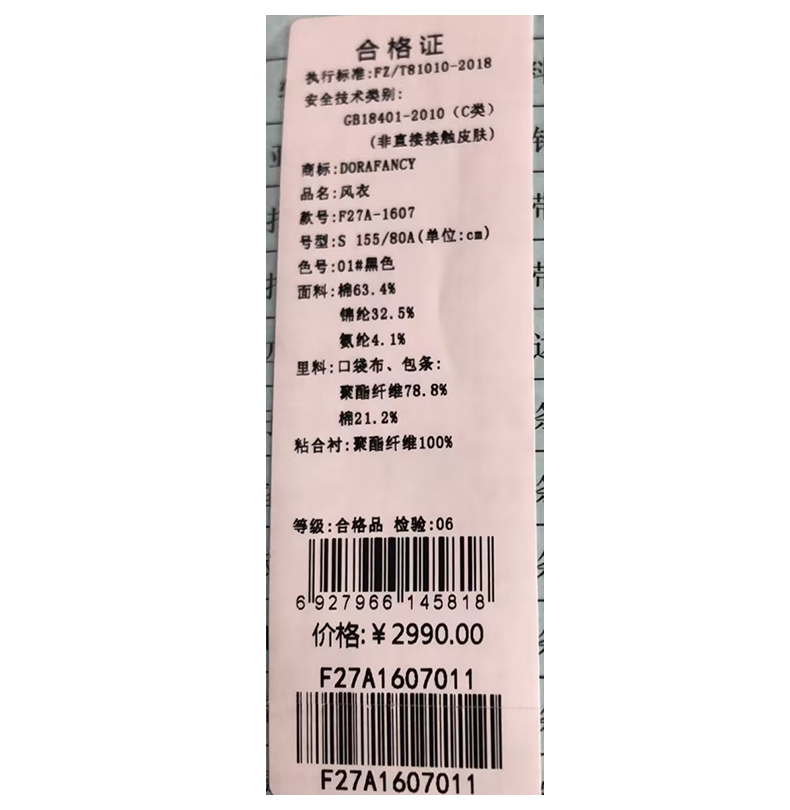 合格证
执行标准:FZ/T81010-2018
安全技术类别:
GB18401-2010（C类）
(非直接接触皮肤)
商标:DORAFANCY
品名:风衣
款号:F27A-1607
号型:S 155/80A(单位:cm)
色号:01#黑色
面料:棉63.4%
锦纶32.5%
氨纶4.1%
里料:口袋布、包条:
聚酯纤维78.8%
棉21.2%
粘合衬:聚酯纤维100%
等级:合格品 检验:06
6 927966 145818
价格:￥2990.00
F27A1607011
F27A1607011